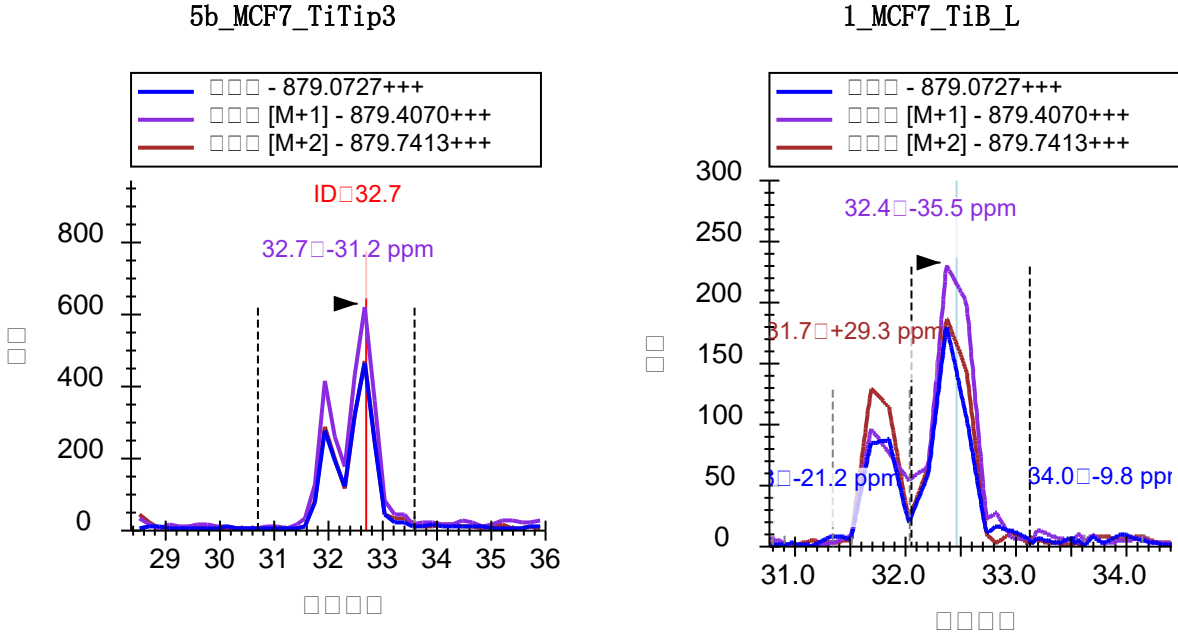 5b_MCF7_TiTip3
□□□ - 879.0727+++
□□□ [M+1] - 879.4070+++
□□□ [M+2] - 879.7413+++
ID□32.7
32.7□-31.2 ppm
800
600
400
200
0
29 30 31 32 33 34 35 36
□□
□□□□
1_MCF7_TiB_L
□□□ - 879.0727+++
□□□ [M+1] - 879.4070+++
□□□ [M+2] - 879.7413+++
32.4□-35.5 ppm
31.7□+29.3 ppm
□-21.2 ppm
34.0□-9.8 ppm
300
250
200
150
100
50
0
31.0 32.0 33.0 34.0
□□
□□□□